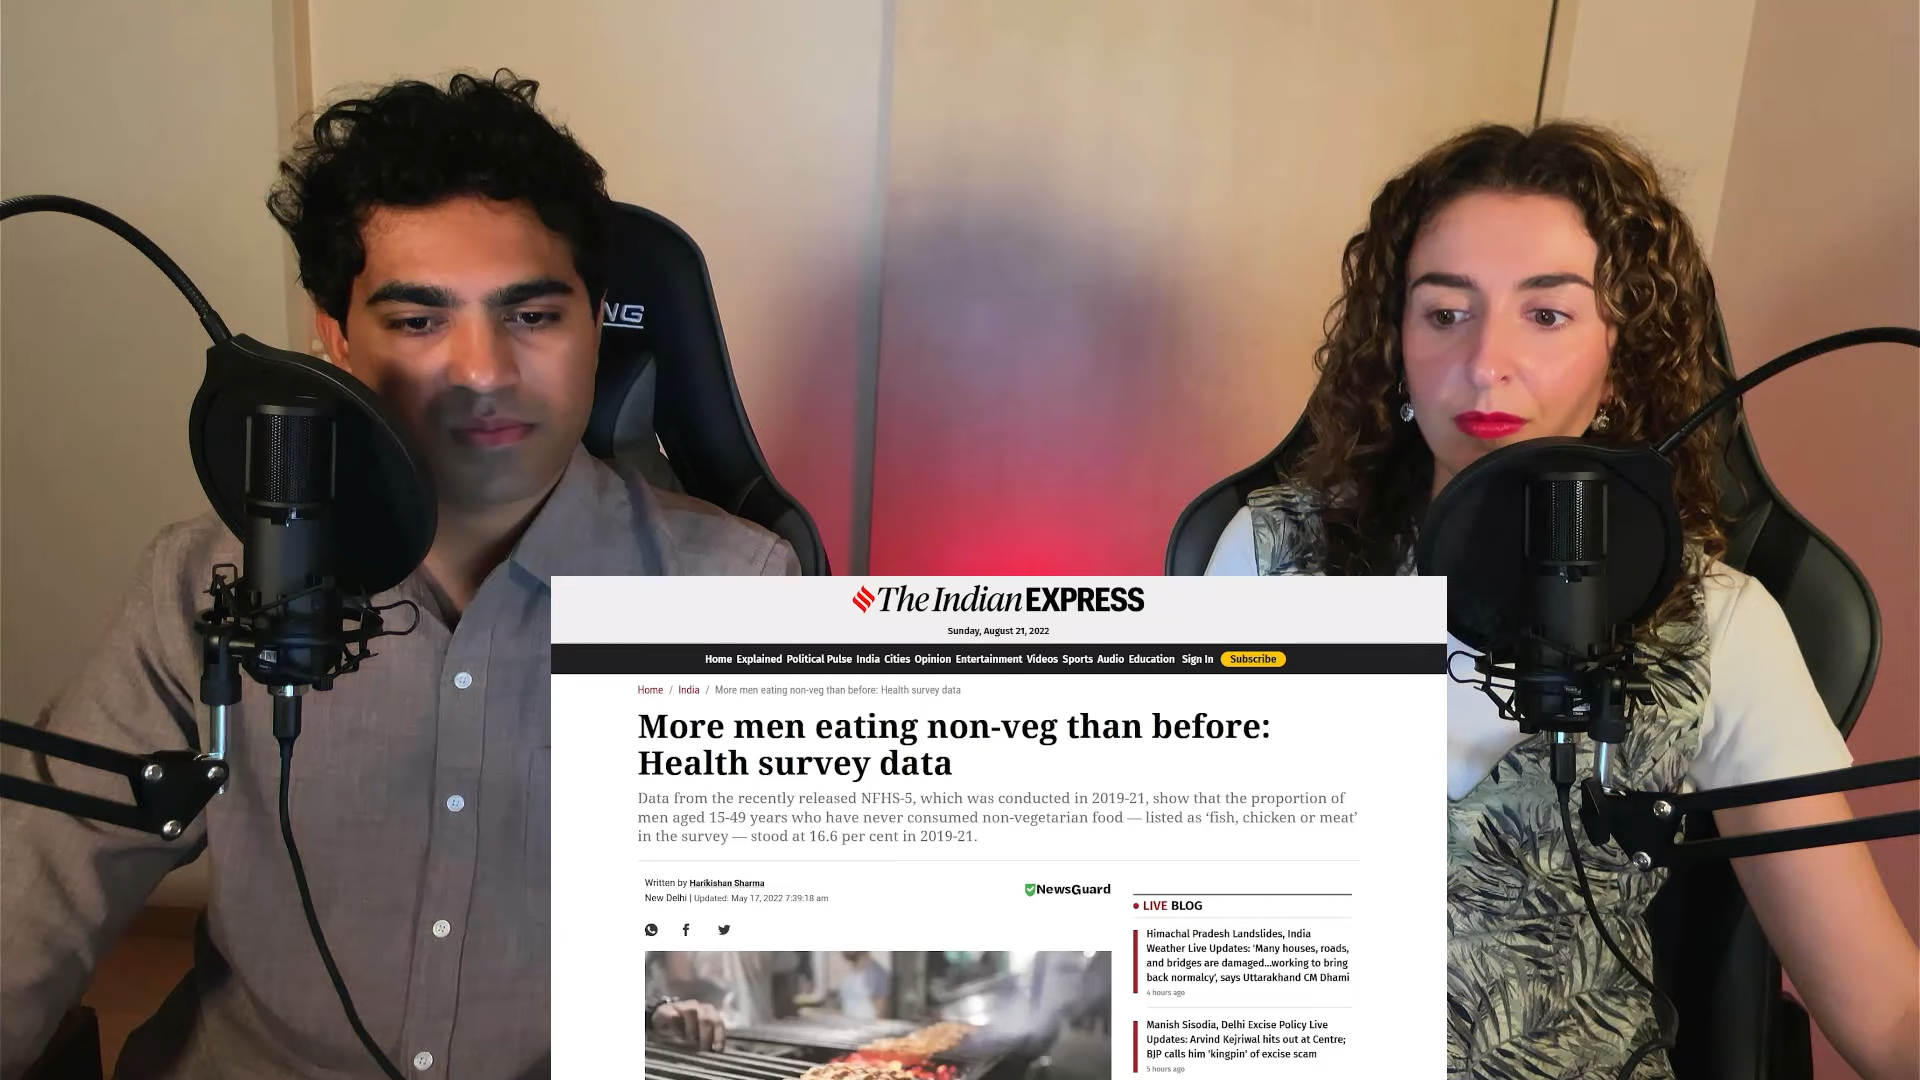 NG
The Indian EXPRESS
Sunday, August 21, 2022
Home Explained Political Pulse India Cities Opinion Entertainment Videos Sports Audio Education Sign In Subscribe
Home / India / More men eating non-veg than before: Health survey data
More men eating non-veg than before:
Health survey data
Data from the recently released NFHS-5, which was conducted in 2019-21, show that the proportion of
men aged 15-49 years who have never consumed non-vegetarian food — listed as ‘fish, chicken or meat’
in the survey — stood at 16.6 per cent in 2019-21.
Written by Harikishan Sharma
New Delhi | Updated: May 17, 2022 7:39:18 am
NewsGuard
LIVE BLOG
Himachal Pradesh Landslides, India
Weather Live Updates: 'Many houses, roads,
and bridges are damaged...working to bring
back normalcy', says Uttarakhand CM Dhami
4 hours ago
Manish Sisodia, Delhi Excise Policy Live
Updates: Arvind Kejriwal hits out at Centre;
BJP calls him 'kingpin' of excise scam
5 hours ago